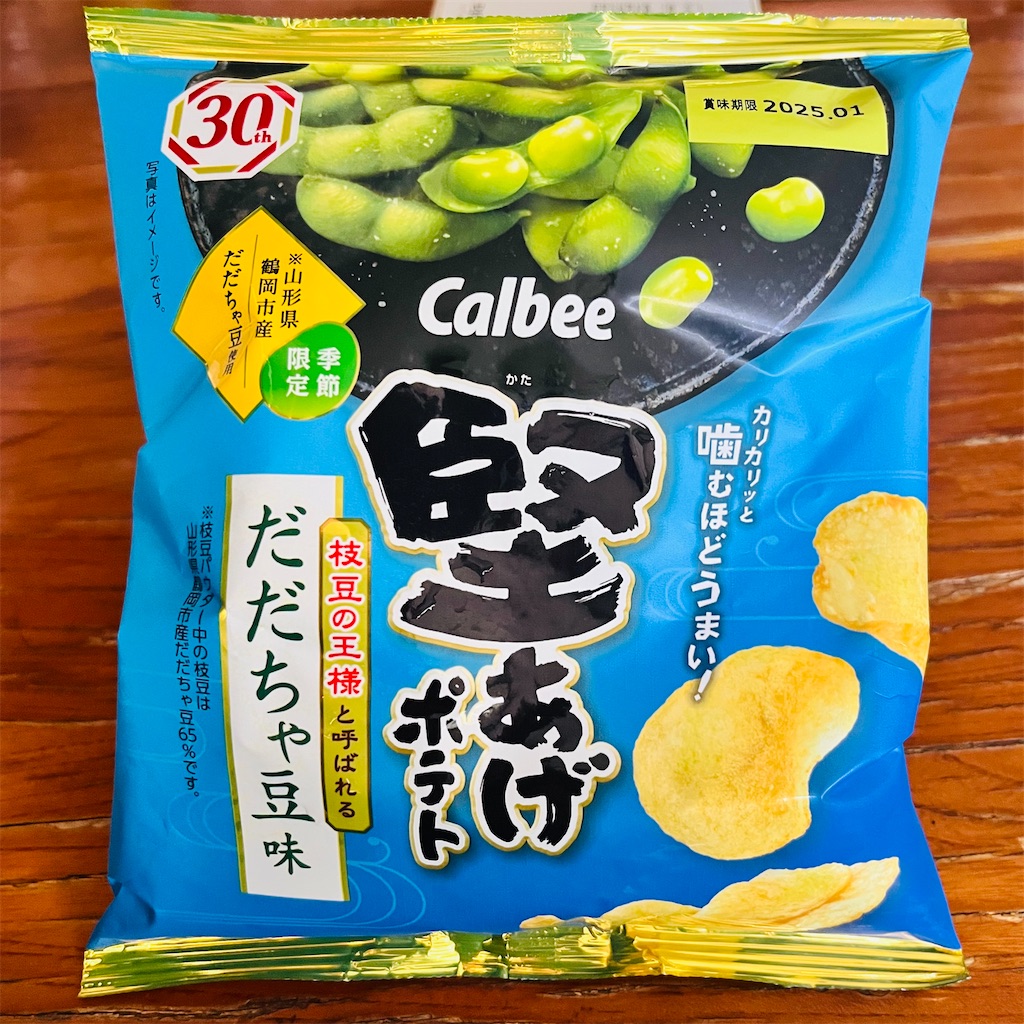 30th
賞味期限 2025.01
写真はイメージです。
※山形県
鶴岡市産
だだちゃ豆使用
季節
限定
Calbee
かた
堅あげ
ポテト
カリカリッと
噛むほどうまい!
枝豆の王様と呼ばれる
だだちゃ豆味
※枝豆パウダー中の枝豆は
山形県鶴岡市産だだちゃ豆65%です。